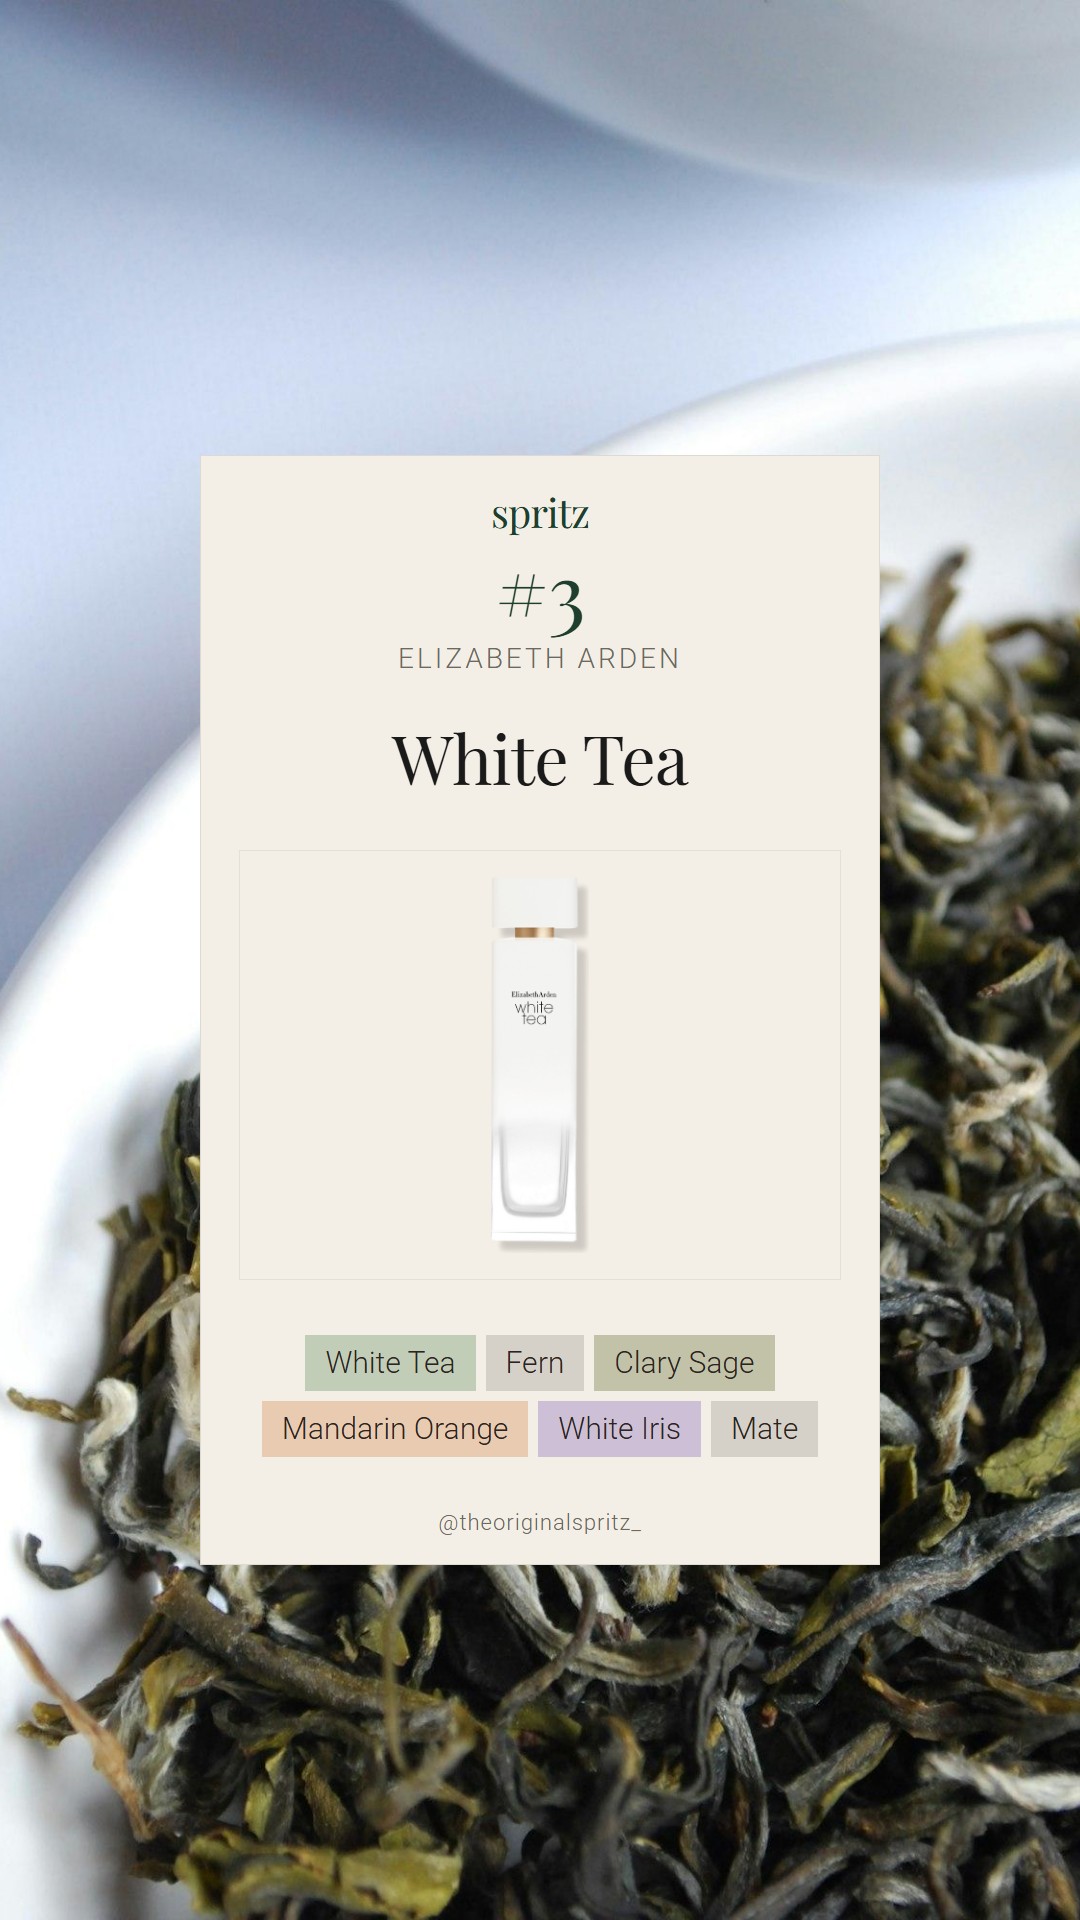 spritz
#3
ELIZABETH ARDEN
White Tea
ElizabethArden
white
tea
White Tea Fern Clary Sage
Mandarin Orange White Iris Mate
@theoriginalspritz_